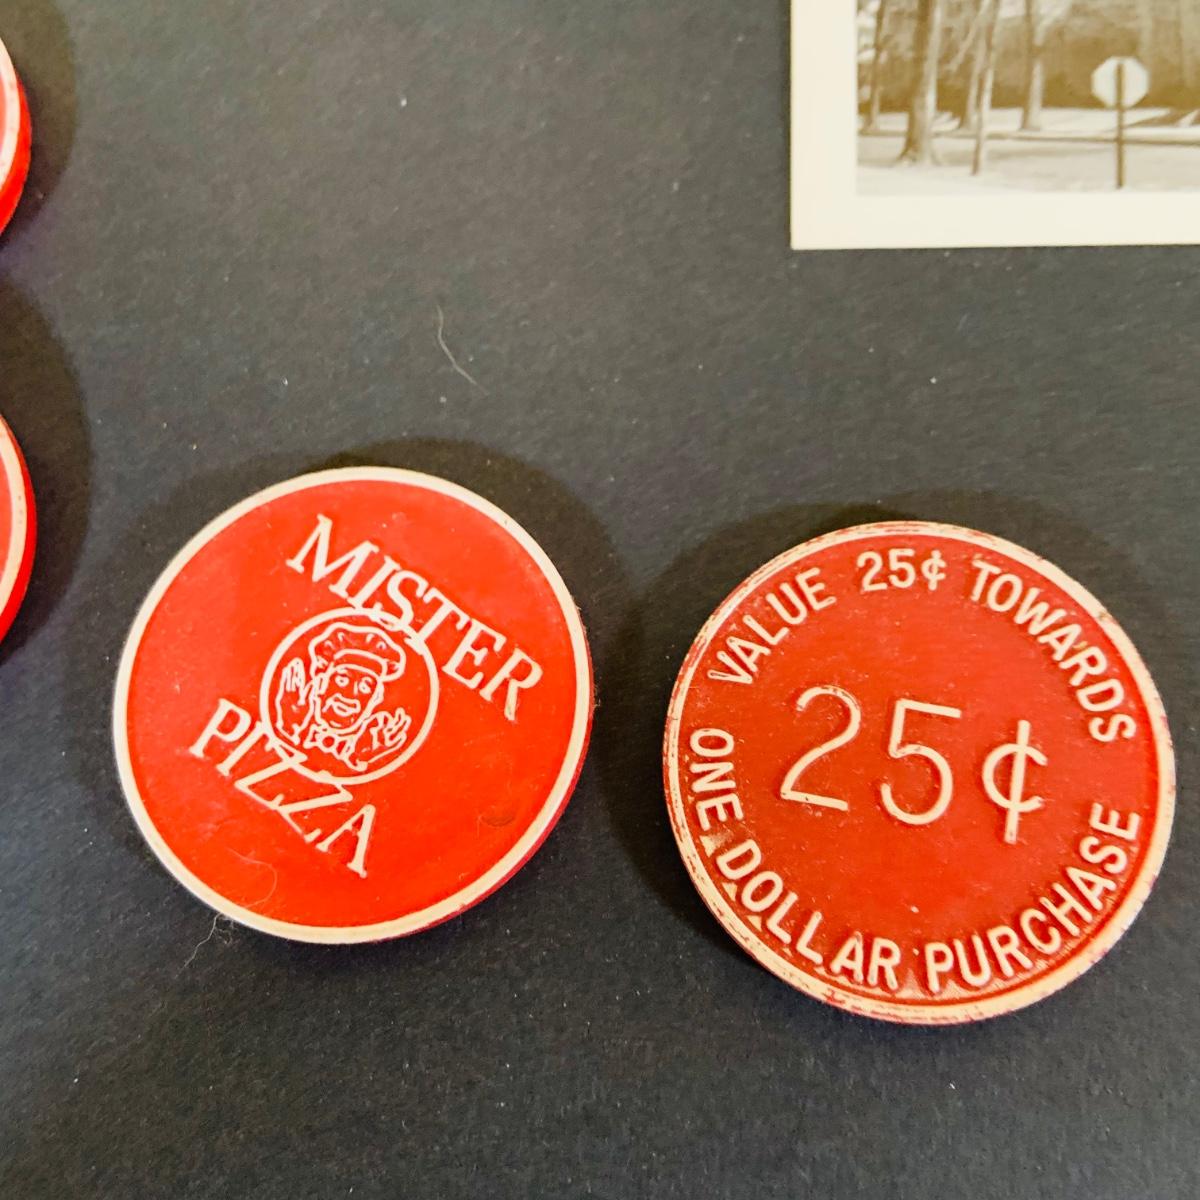 MISTER
PIZZA
VALUE 25¢ TOWARDS
25¢
ONE DOLLAR PURCHASE